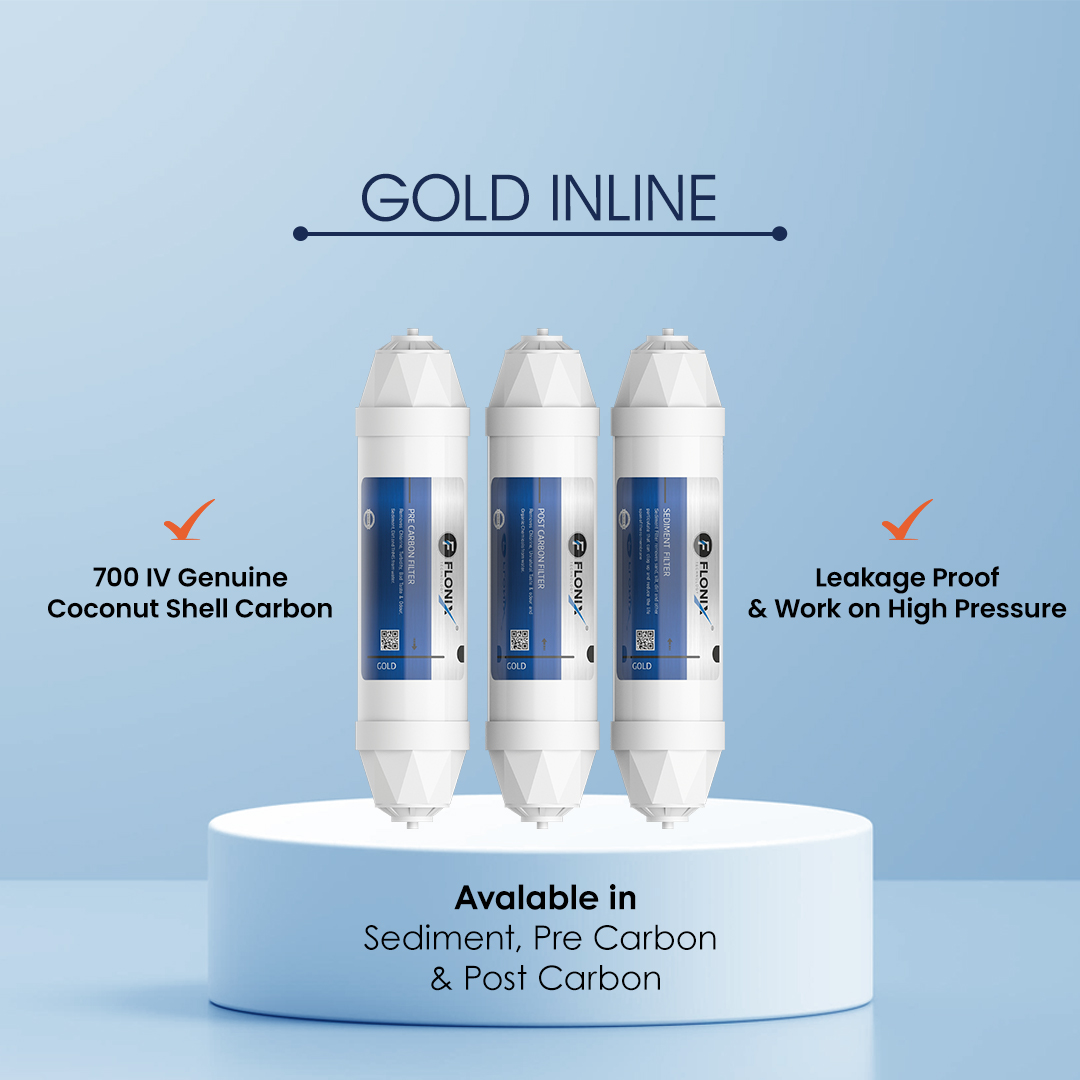 GOLD INLINE
700 IV Genuine
Coconut Shell Carbon
Leakage Proof
& Work on High Pressure
PRE CARBON FILTER
FLONIX
GOLD
POST CARBON FILTER
FLONIX
GOLD
SEDIMENT FILTER
FLONIX
GOLD
Avalable in
Sediment, Pre Carbon
& Post Carbon